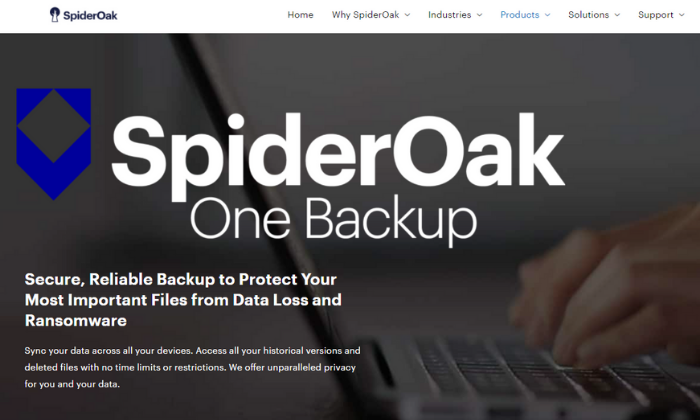 SpiderOak
Home Why SpiderOak Industries Products Solutions Support
SpiderOak
One Backup
Secure, Reliable Backup to Protect Your
Most Important Files from Data Loss and
Ransomware
Sync your data across all your devices. Access all your historical versions and
deleted files with no time limits or restrictions. We offer unparalleled privacy
for you and your data.